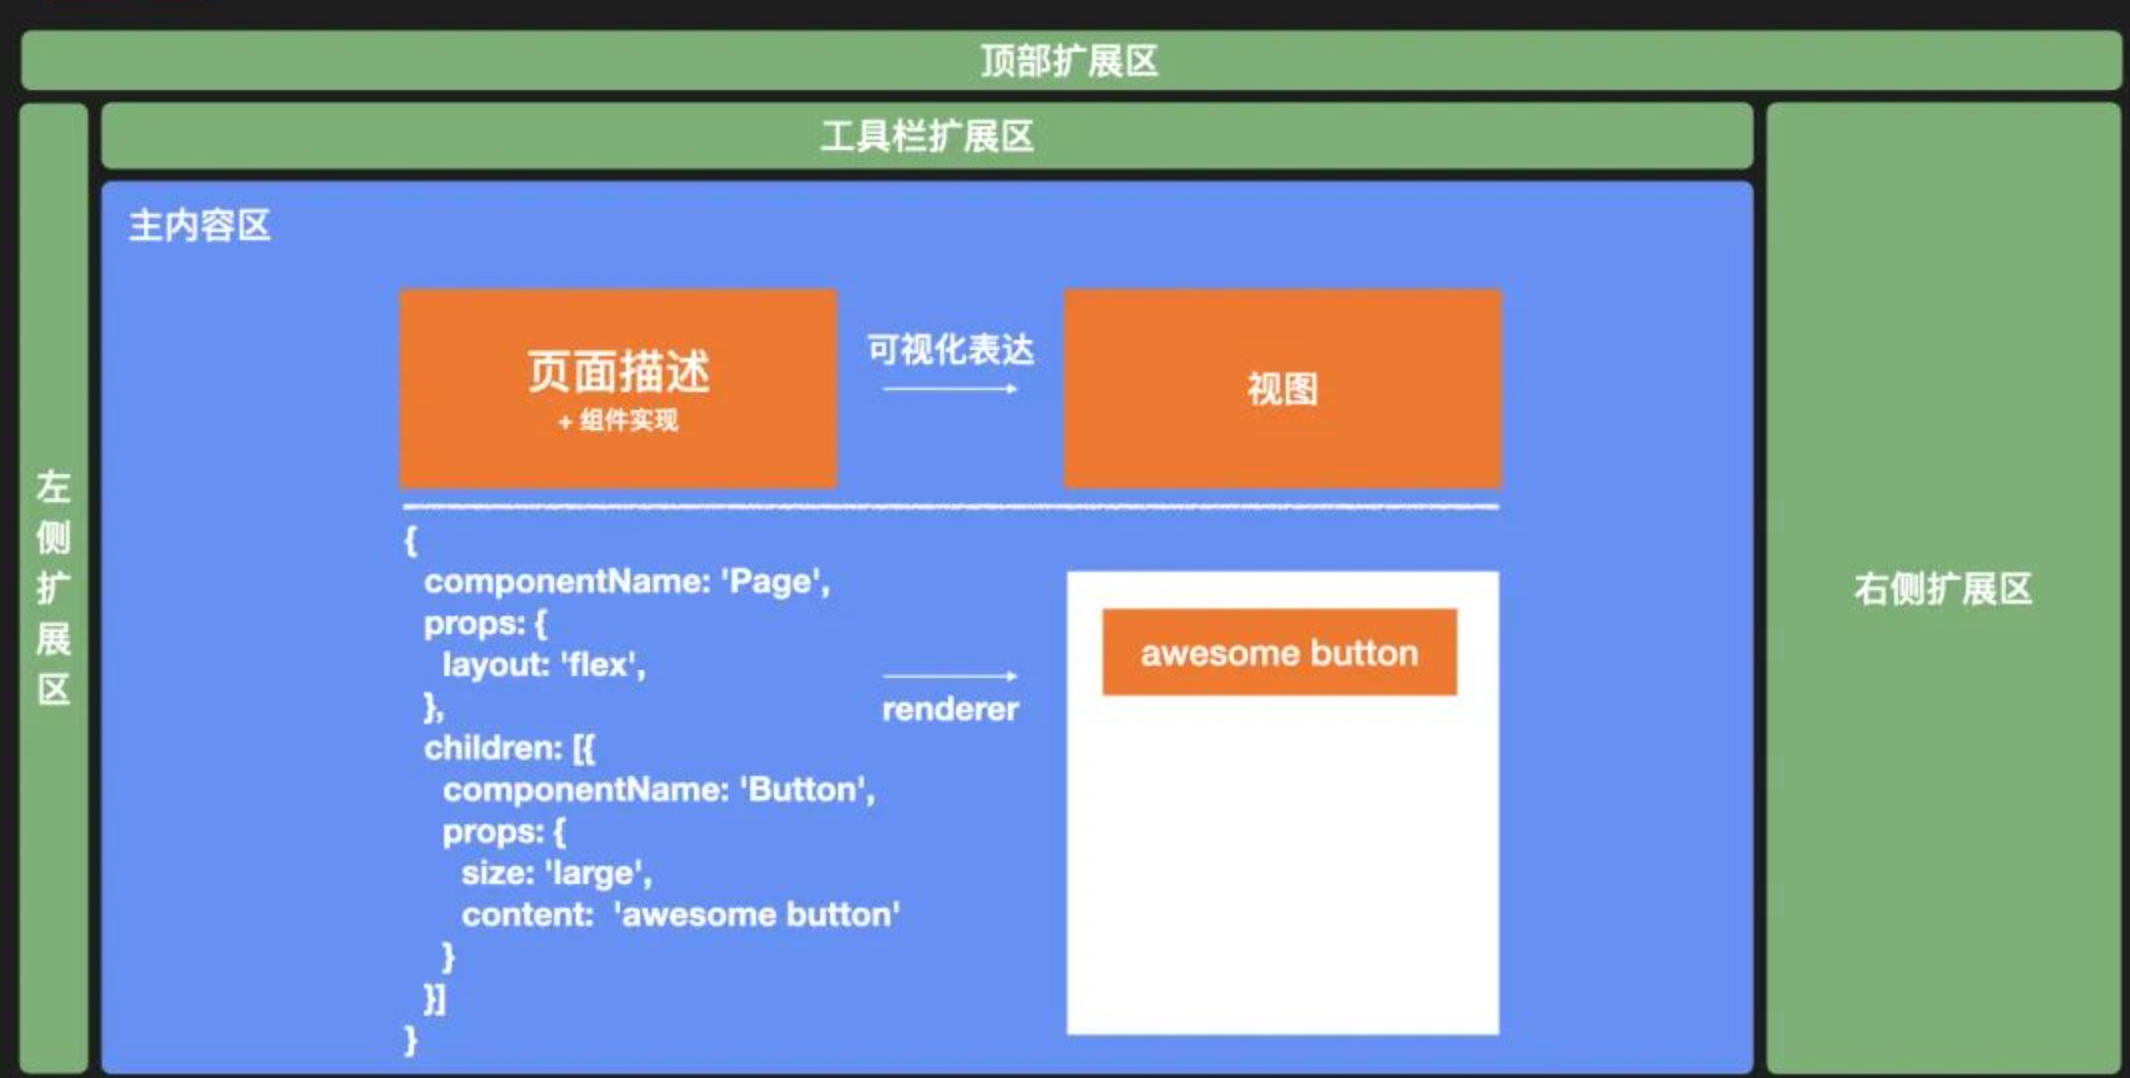 顶部扩展区
工具栏扩展区
主内容区
页面描述
+ 组件实现
可视化表达
视图
{
componentName: 'Page',
props: {
layout: 'flex',
},
children: [{
componentName: 'Button',
props: {
size: 'large',
content:  'awesome button'
}
}]
}
renderer
awesome button
左侧扩展区
右侧扩展区